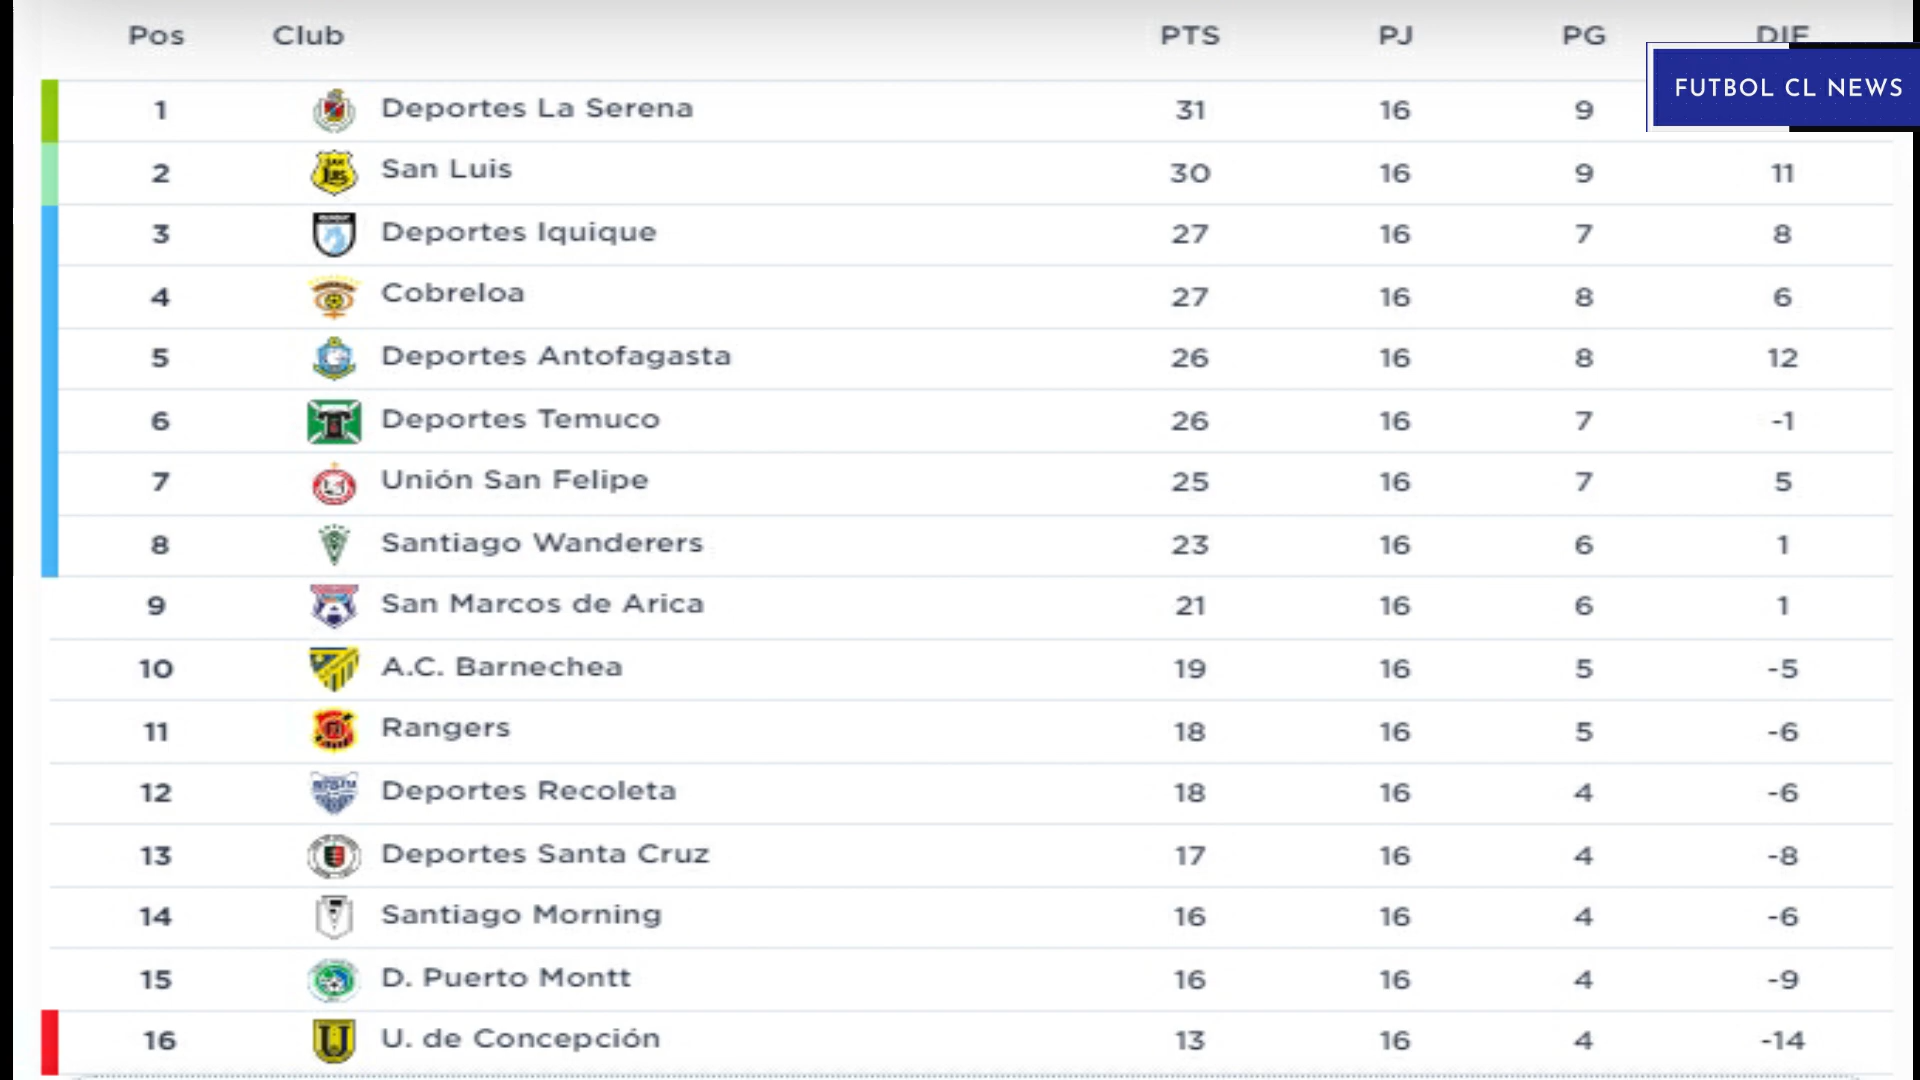 Pos Club PTS PJ PG DIF
FUTBOL CL NEWS
1 Deportes La Serena 31 16 9
2 San Luis 30 16 9 11
3 Deportes Iquique 27 16 7 8
4 Cobreloa 27 16 8 6
5 Deportes Antofagasta 26 16 8 12
6 Deportes Temuco 26 16 7 -1
7 Unión San Felipe 25 16 7 5
8 Santiago Wanderers 23 16 6 1
9 San Marcos de Arica 21 16 6 1
10 A.C. Barnechea 19 16 5 -5
11 Rangers 18 16 5 -6
12 Deportes Recoleta 18 16 4 -6
13 Deportes Santa Cruz 17 16 4 -8
14 Santiago Morning 16 16 4 -6
15 D. Puerto Montt 16 16 4 -9
16 U. de Concepción 13 16 4 -14